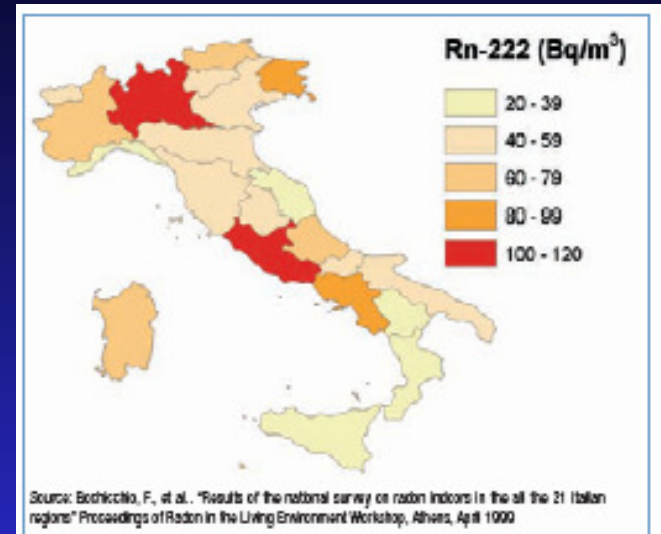 Rn-222 (Bq/m³)
20 - 39
40 - 59
60 - 79
80 - 99
100 - 120
Source: Bochicchio, F., et al.. "Results of the national survey on radon indoors in the all the 21 Italian
regions" Proceedings of Radon in the Living Environment Workshop, Athens, April 1999